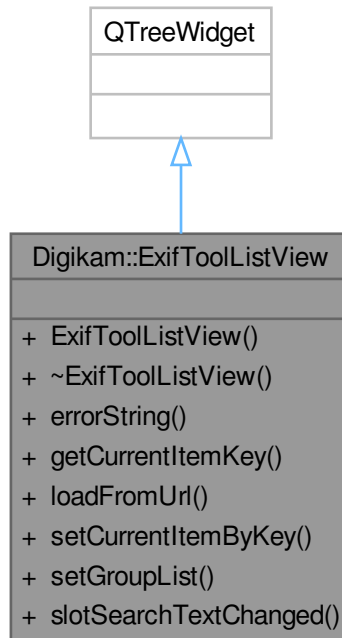 QTreeWidget
Digikam::ExifToolListView
+ ExifToolListView()
+ ~ExifToolListView()
+ errorString()
+ getCurrentItemKey()
+ loadFromUrl()
+ setCurrentItemByKey()
+ setGroupList()
+ slotSearchTextChanged()